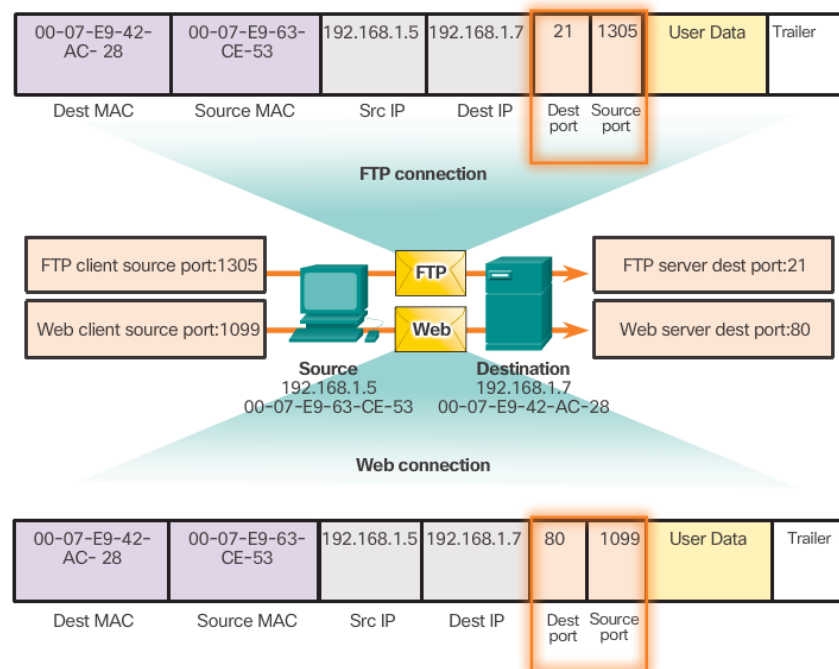 00-07-E9-42-
AC- 28
00-07-E9-63-
CE-53
192.168.1.5
192.168.1.7
21
1305
User Data
Trailer
Dest MAC
Source MAC
Src IP
Dest IP
Dest
port
Source
port
FTP connection
FTP client source port:1305
FTP
FTP server dest port:21
Web client source port:1099
Web
Web server dest port:80
Source
192.168.1.5
00-07-E9-63-CE-53
Destination
192.168.1.7
00-07-E9-42-AC-28
Web connection
00-07-E9-42-
AC- 28
00-07-E9-63-
CE-53
192.168.1.5
192.168.1.7
80
1099
User Data
Trailer
Dest MAC
Source MAC
Src IP
Dest IP
Dest
port
Source
port